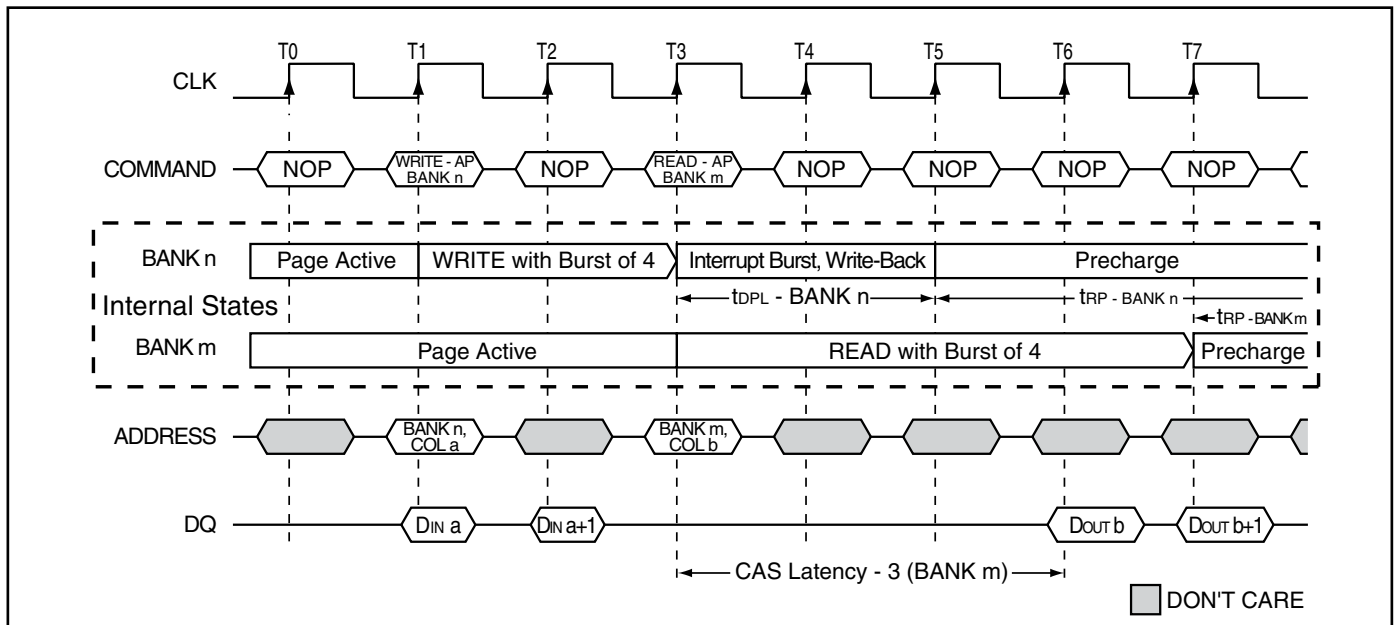 T0 T1 T2 T3 T4 T5 T6 T7
CLK
COMMAND NOP WRITE - AP BANK n NOP READ - AP BANK m NOP NOP NOP NOP
BANK n Page Active WRITE with Burst of 4 Interrupt Burst, Write-Back Precharge
tDPL - BANK n tRP - BANK n
Internal States
tRP - BANK m
BANK m Page Active READ with Burst of 4 Precharge
ADDRESS BANK n, COL a BANK m, COL b
DQ DIN a DIN a+1 DOUT b DOUT b+1
CAS Latency - 3 (BANK m)
DON'T CARE